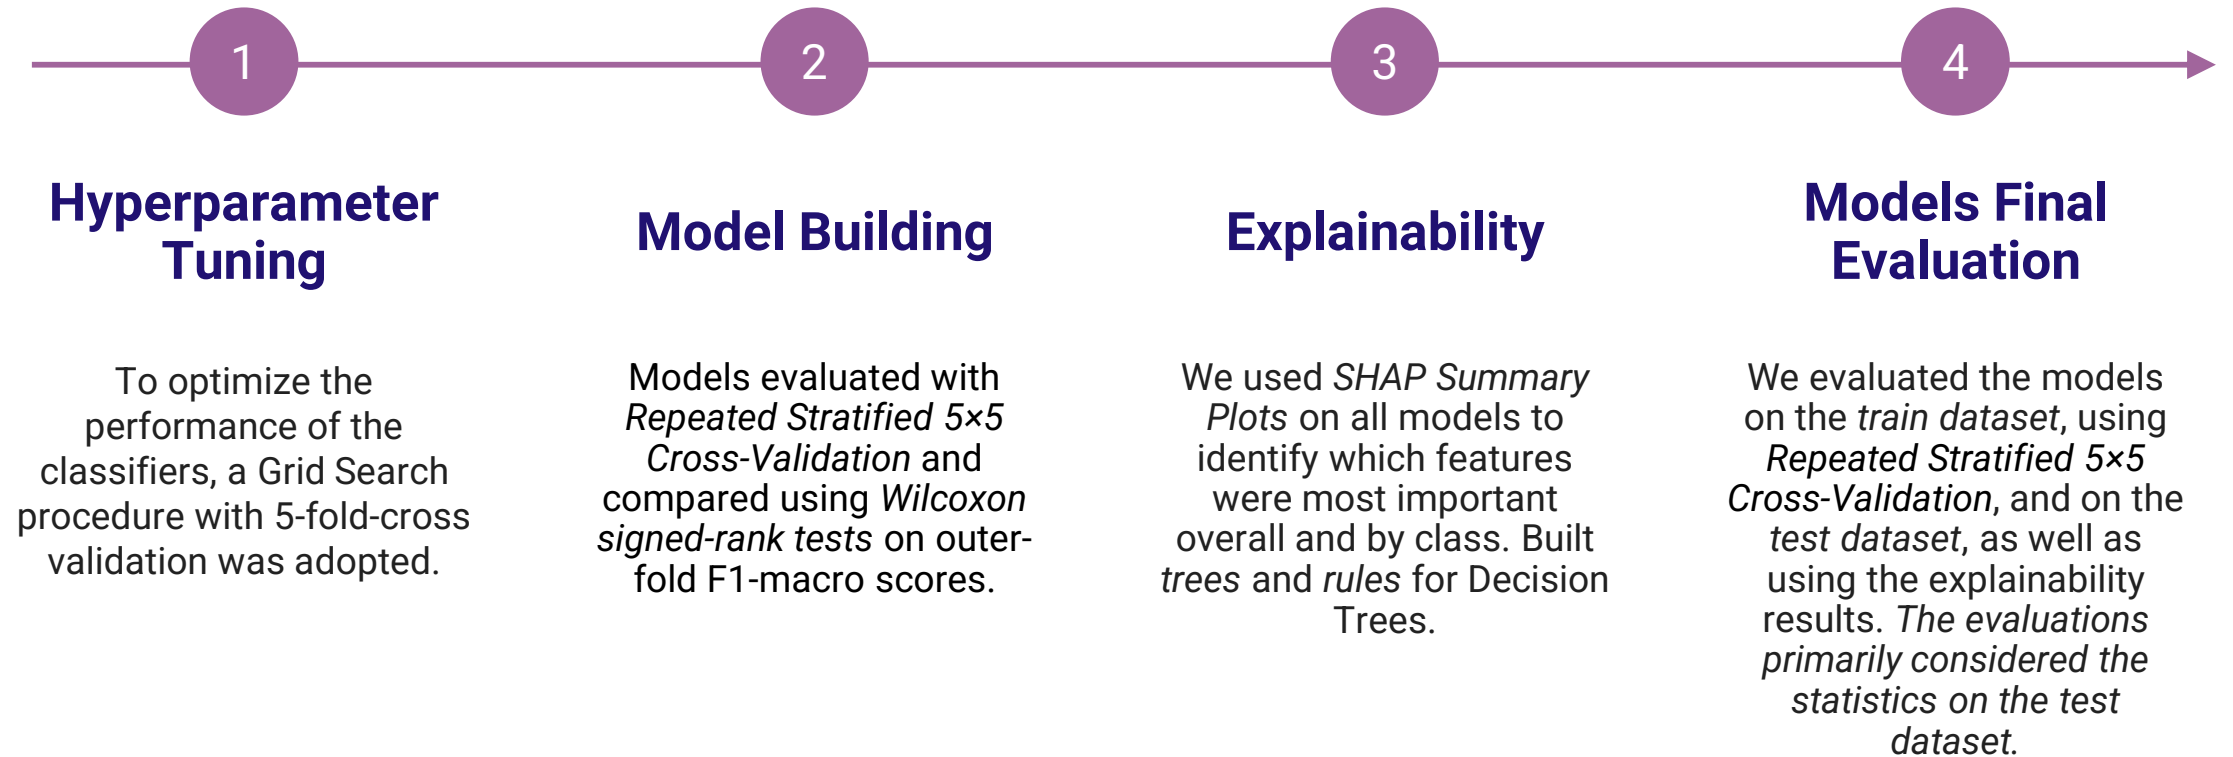 1
Hyperparameter
Tuning
To optimize the
performance of the
classifiers, a Grid Search
procedure with 5-fold-cross
validation was adopted.
2
Model Building
Models evaluated with
Repeated Stratified 5×5
Cross-Validation and
compared using Wilcoxon
signed-rank tests on outer-
fold F1-macro scores.
3
Explainability
We used SHAP Summary
Plots on all models to
identify which features
were most important
overall and by class. Built
trees and rules for Decision
Trees.
4
Models Final
Evaluation
We evaluated the models
on the train dataset, using
Repeated Stratified 5×5
Cross-Validation, and on the
test dataset, as well as
using the explainability
results. The evaluations
primarily considered the
statistics on the test
dataset.